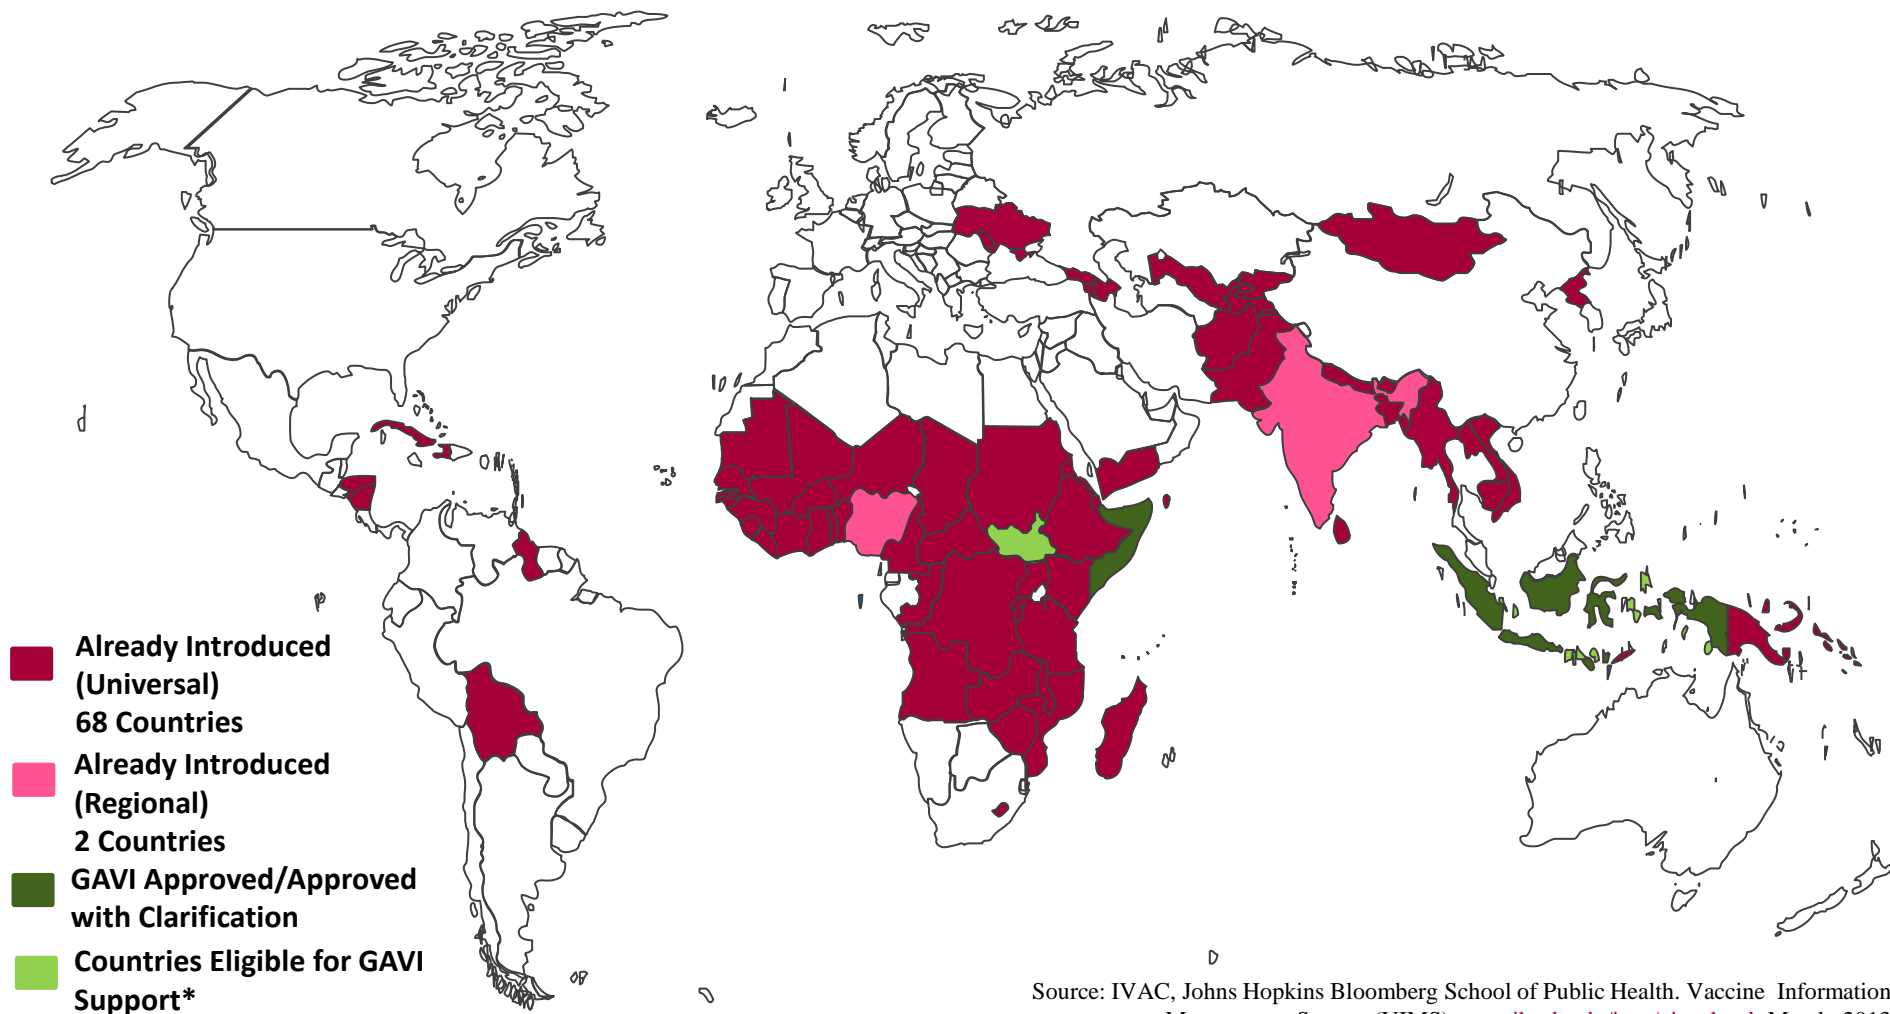 Already Introduced
(Universal)
68 Countries
Already Introduced
(Regional)
2 Countries
GAVI Approved/Approved
with Clarification
Countries Eligible for GAVI
Support*
Source: IVAC, Johns Hopkins Bloomberg School of Public Health. Vaccine Information